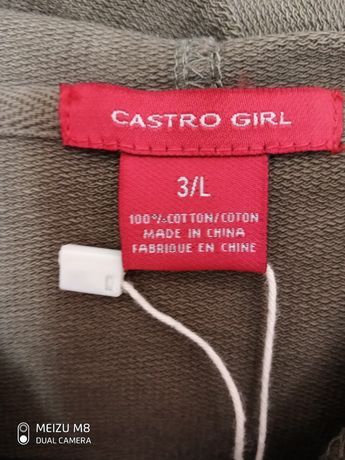 CASTRO GIRL
3/L
100%COTTON/COTON
MADE IN CHINA
FABRIQUE EN CHINE
MEIZU M8
DUAL CAMERA